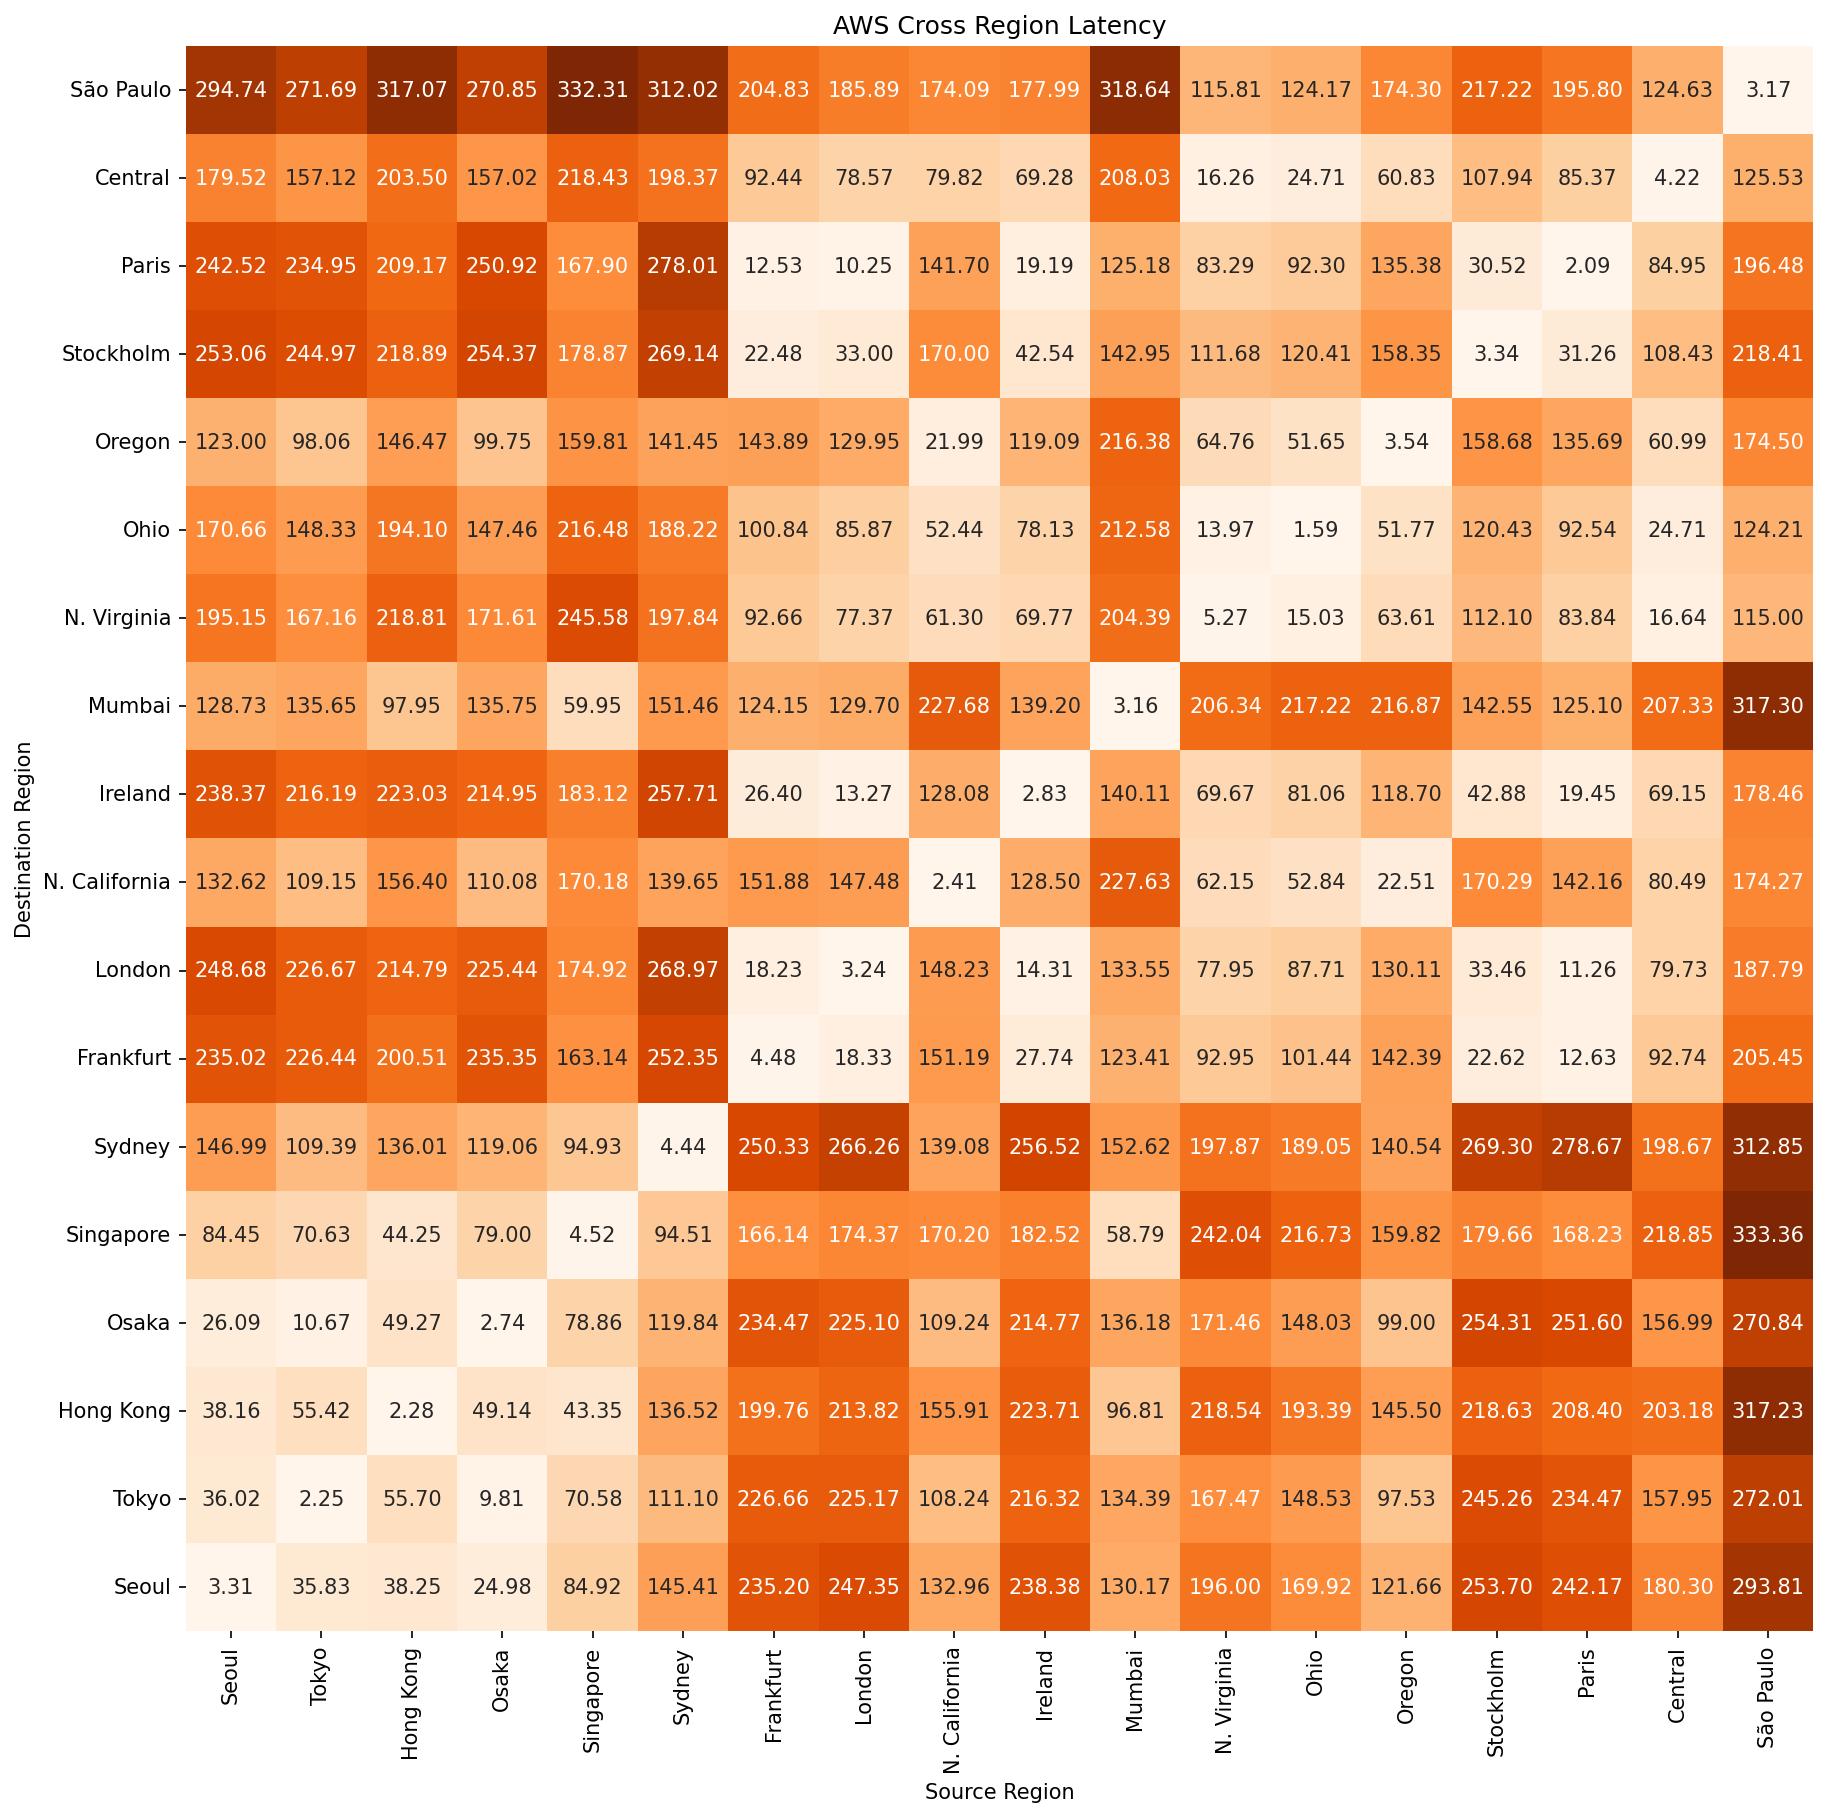 AWS Cross Region Latency
São Paulo 294.74 271.69 317.07 270.85 332.31 312.02 204.83 185.89 174.09 177.99 318.64 115.81 124.17 174.30 217.22 195.80 124.63 3.17
Central 179.52 157.12 203.50 157.02 218.43 198.37 92.44 78.57 79.82 69.28 208.03 16.26 24.71 60.83 107.94 85.37 4.22 125.53
Paris 242.52 234.95 209.17 250.92 167.90 278.01 12.53 10.25 141.70 19.19 125.18 83.29 92.30 135.38 30.52 2.09 84.95 196.48
Stockholm 253.06 244.97 218.89 254.37 178.87 269.14 22.48 33.00 170.00 42.54 142.95 111.68 120.41 158.35 3.34 31.26 108.43 218.41
Oregon 123.00 98.06 146.47 99.75 159.81 141.45 143.89 129.95 21.99 119.09 216.38 64.76 51.65 3.54 158.68 135.69 60.99 174.50
Ohio 170.66 148.33 194.10 147.46 216.48 188.22 100.84 85.87 52.44 78.13 212.58 13.97 1.59 51.77 120.43 92.54 24.71 124.21
N. Virginia 195.15 167.16 218.81 171.61 245.58 197.84 92.66 77.37 61.30 69.77 204.39 5.27 15.03 63.61 112.10 83.84 16.64 115.00
Mumbai 128.73 135.65 97.95 135.75 59.95 151.46 124.15 129.70 227.68 139.20 3.16 206.34 217.22 216.87 142.55 125.10 207.33 317.30
Ireland 238.37 216.19 223.03 214.95 183.12 257.71 26.40 13.27 128.08 2.83 140.11 69.67 81.06 118.70 42.88 19.45 69.15 178.46
N. California 132.62 109.15 156.40 110.08 170.18 139.65 151.88 147.48 2.41 128.50 227.63 62.15 52.84 22.51 170.29 142.16 80.49 174.27
London 248.68 226.67 214.79 225.44 174.92 268.97 18.23 3.24 148.23 14.31 133.55 77.95 87.71 130.11 33.46 11.26 79.73 187.79
Frankfurt 235.02 226.44 200.51 235.35 163.14 252.35 4.48 18.33 151.19 27.74 123.41 92.95 101.44 142.39 22.62 12.63 92.74 205.45
Sydney 146.99 109.39 136.01 119.06 94.93 4.44 250.33 266.26 139.08 256.52 152.62 197.87 189.05 140.54 269.30 278.67 198.67 312.85
Singapore 84.45 70.63 44.25 79.00 4.52 94.51 166.14 174.37 170.20 182.52 58.79 242.04 216.73 159.82 179.66 168.23 218.85 333.36
Osaka 26.09 10.67 49.27 2.74 78.86 119.84 234.47 225.10 109.24 214.77 136.18 171.46 148.03 99.00 254.31 251.60 156.99 270.84
Hong Kong 38.16 55.42 2.28 49.14 43.35 136.52 199.76 213.82 155.91 223.71 96.81 218.54 193.39 145.50 218.63 208.40 203.18 317.23
Tokyo 36.02 2.25 55.70 9.81 70.58 111.10 226.66 225.17 108.24 216.32 134.39 167.47 148.53 97.53 245.26 234.47 157.95 272.01
Seoul 3.31 35.83 38.25 24.98 84.92 145.41 235.20 247.35 132.96 238.38 130.17 196.00 169.92 121.66 253.70 242.17 180.30 293.81
Destination Region
Seoul Tokyo Hong Kong Osaka Singapore Sydney Frankfurt London N. California Ireland Mumbai N. Virginia Ohio Oregon Stockholm Paris Central São Paulo
Source Region